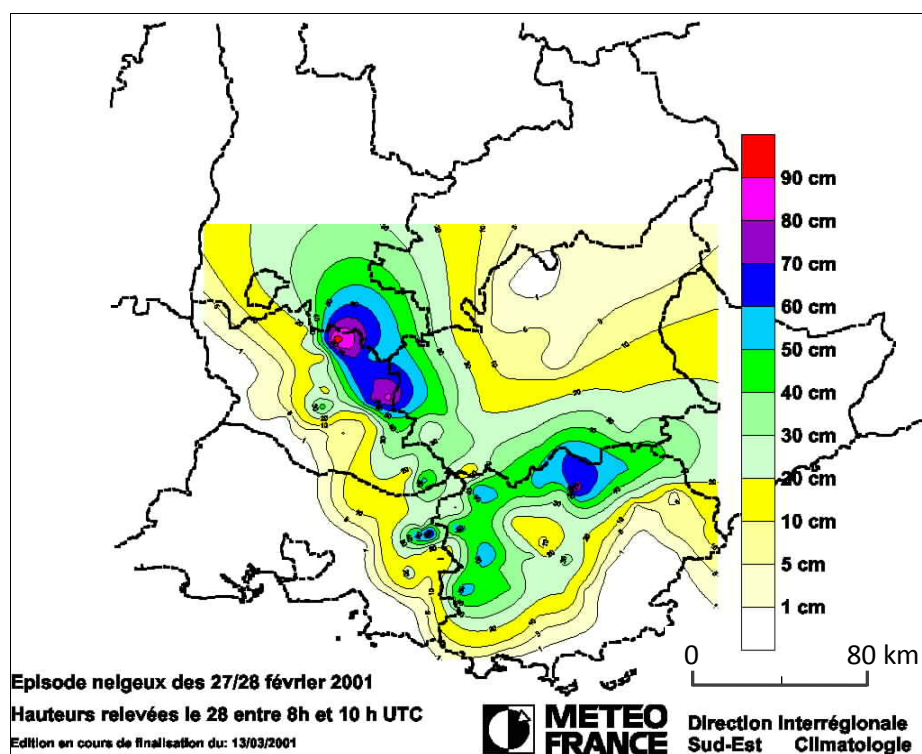 90 cm
80 cm
70 cm
60 cm
50 cm
40 cm
30 cm
20 cm
10 cm
5 cm
1 cm
0 80 km
Episode neigeux des 27/28 février 2001
Hauteurs relevées le 28 entre 8h et 10 h UTC
Edition en cours de finalisation du: 13/03/2001
METEO
FRANCE
Direction Interrégionale
Sud-Est Climatologie